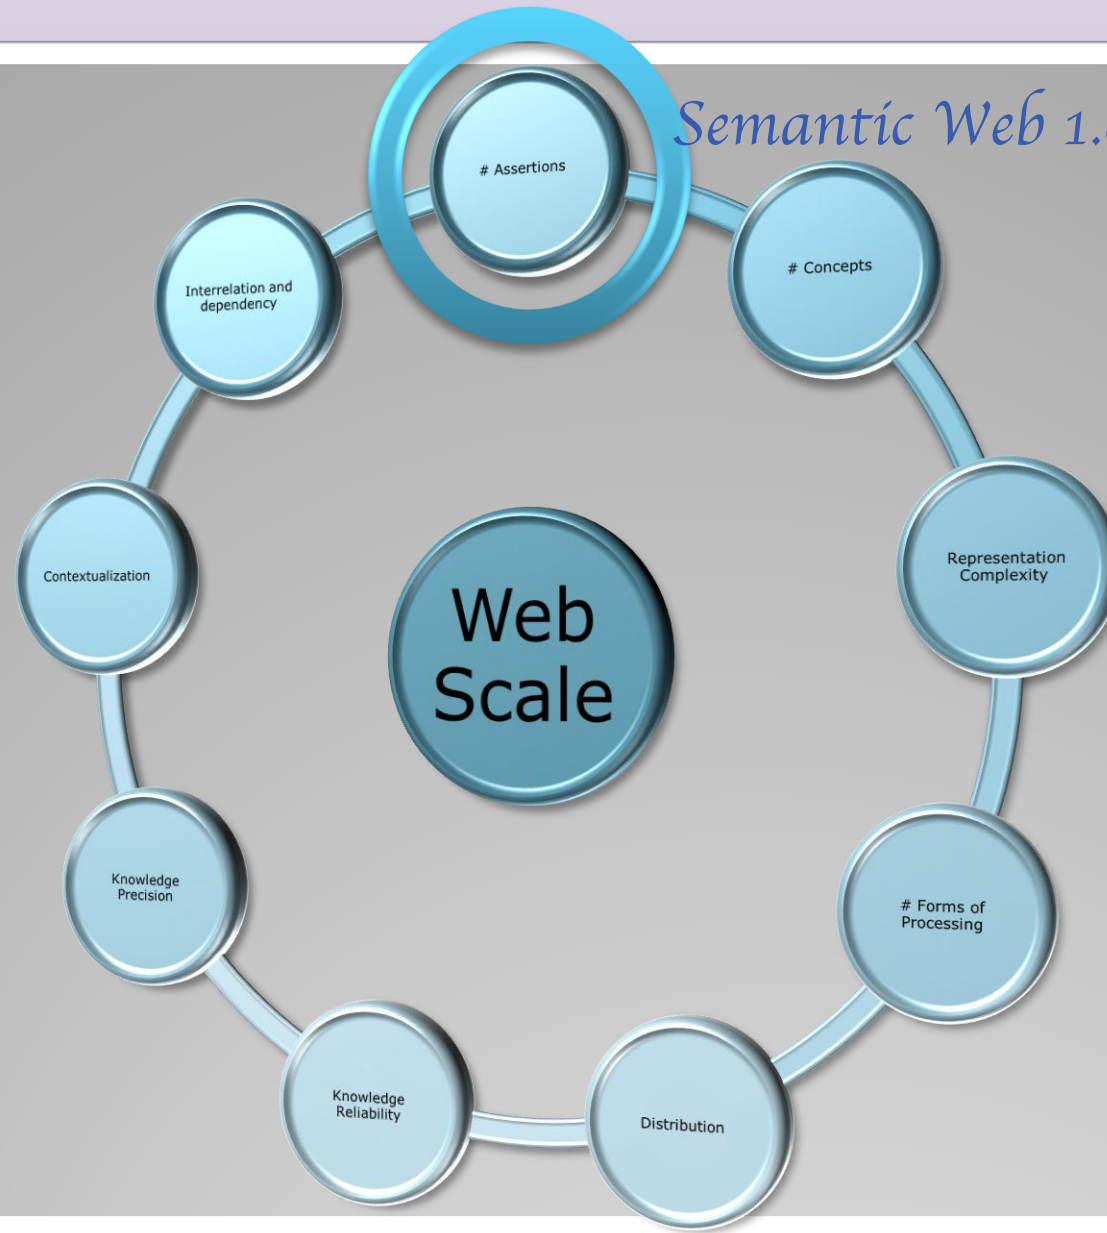 Semantic Web 1.
# Assertions
# Concepts
Representation
Complexity
# Forms of
Processing
Distribution
Knowledge
Reliability
Knowledge
Precision
Contextualization
Interrelation and
dependency
Web
Scale